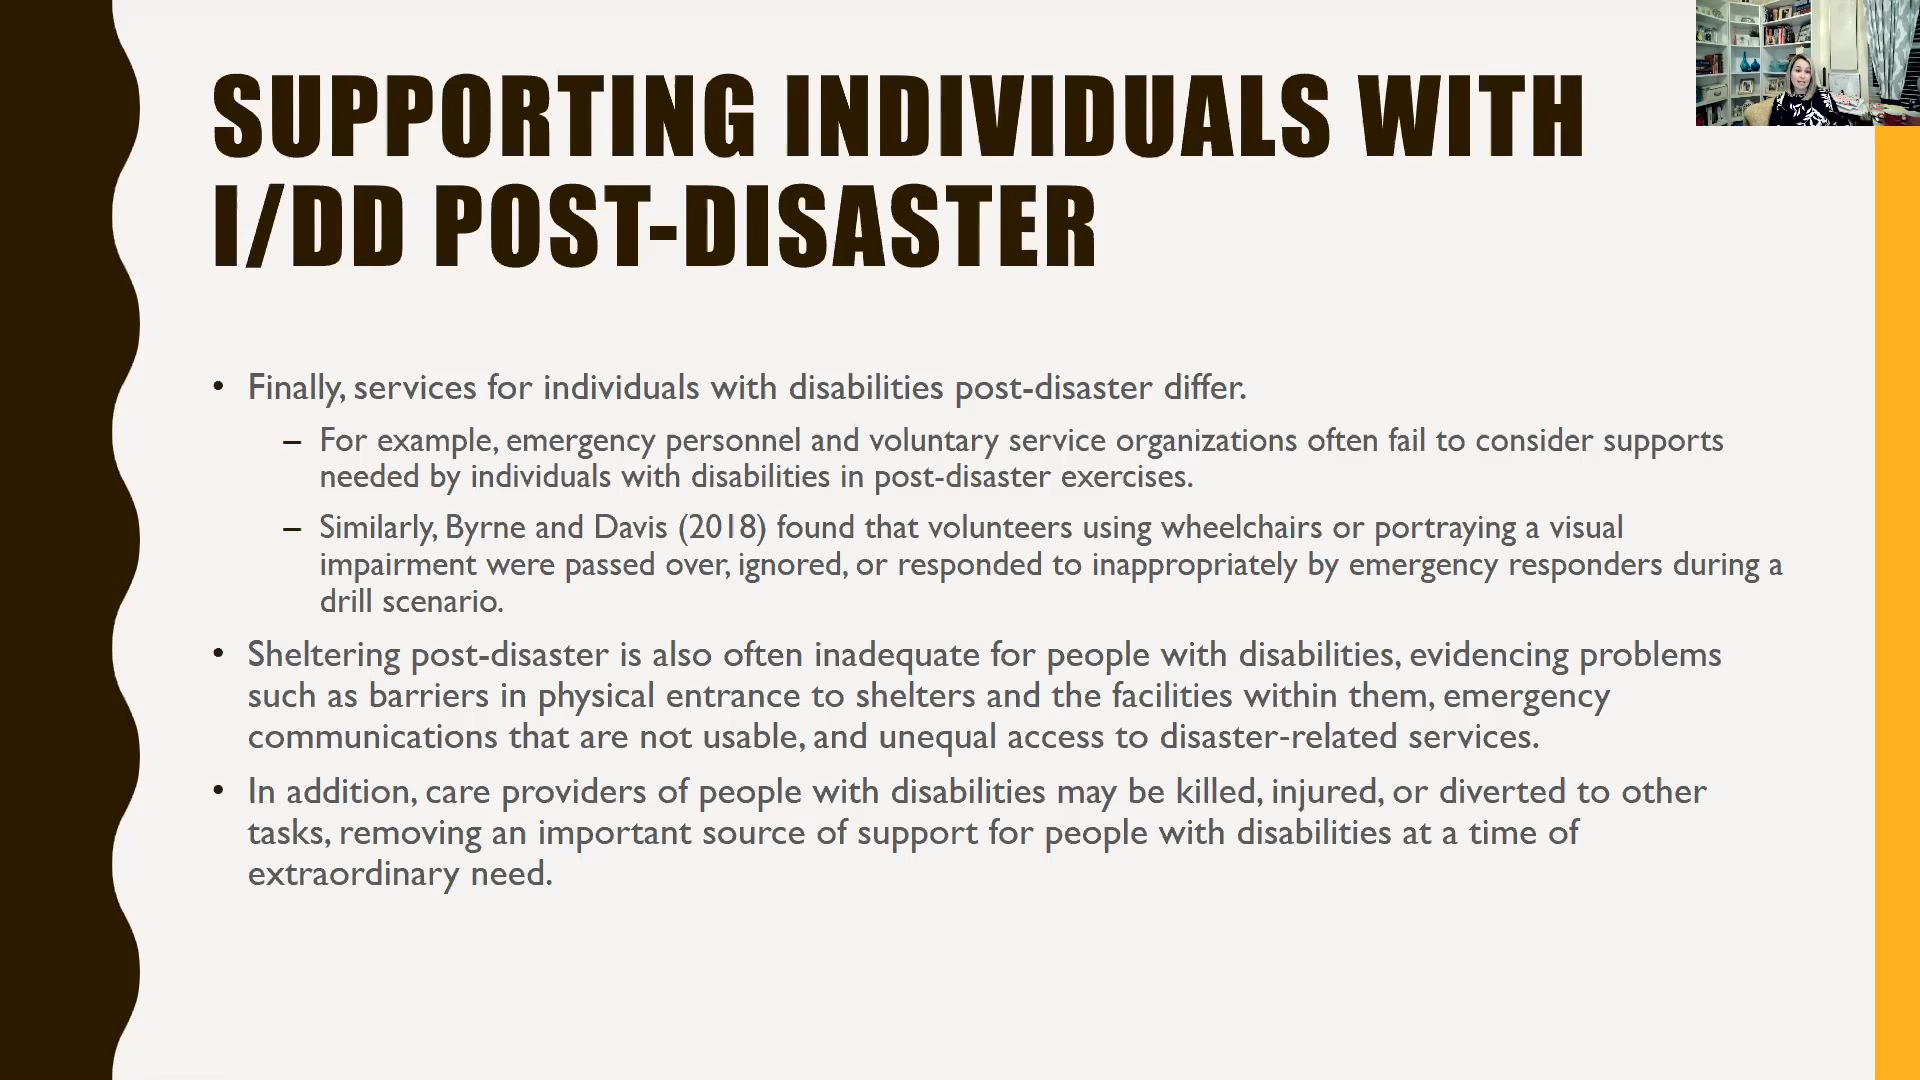 SUPPORTING INDIVIDUALS WITH
I/DD POST-DISASTER
• Finally, services for individuals with disabilities post-disaster differ.
– For example, emergency personnel and voluntary service organizations often fail to consider supports
needed by individuals with disabilities in post-disaster exercises.
– Similarly, Byrne and Davis (2018) found that volunteers using wheelchairs or portraying a visual
impairment were passed over, ignored, or responded to inappropriately by emergency responders during a
drill scenario.
• Sheltering post-disaster is also often inadequate for people with disabilities, evidencing problems
such as barriers in physical entrance to shelters and the facilities within them, emergency
communications that are not usable, and unequal access to disaster-related services.
• In addition, care providers of people with disabilities may be killed, injured, or diverted to other
tasks, removing an important source of support for people with disabilities at a time of
extraordinary need.